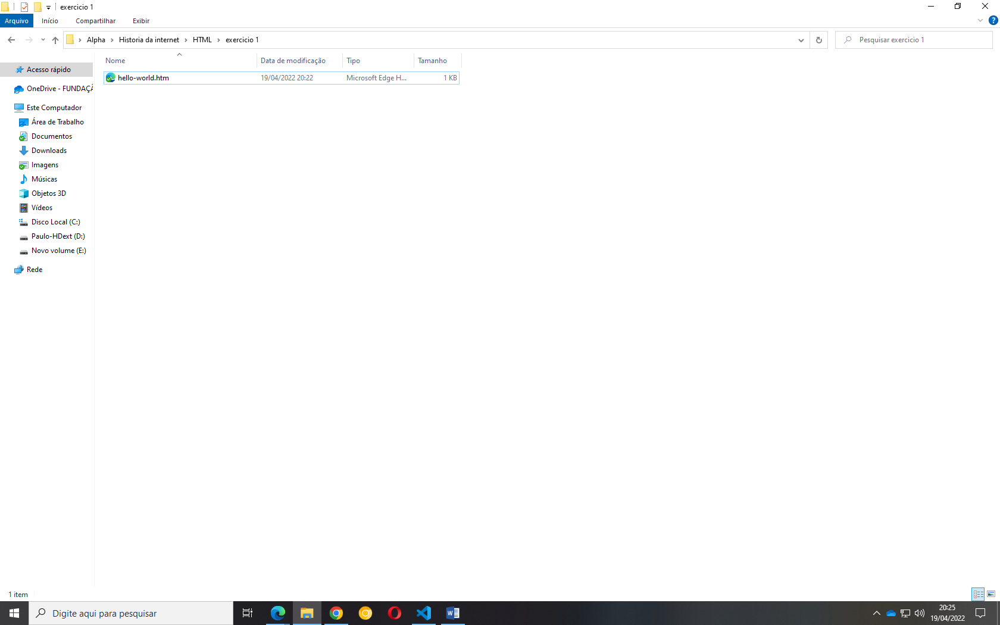 exercicio 1
Arquivo Início Compartilhar Exibir
Alpha Historia da internet HTML exercicio 1 Pesquisar exercicio 1
Nome Data de modificação Tipo Tamanho
hello-world.htm 19/04/2022 20:22 Microsoft Edge H... 1 KB
Acesso rápido
OneDrive - FUNDAÇÃ
Este Computador
Área de Trabalho
Documentos
Downloads
Imagens
Músicas
Objetos 3D
Vídeos
Disco Local (C:)
Paulo-HDext (D:)
Novo volume (E:)
Rede
1 item
Digite aqui para pesquisar
20:25
19/04/2022